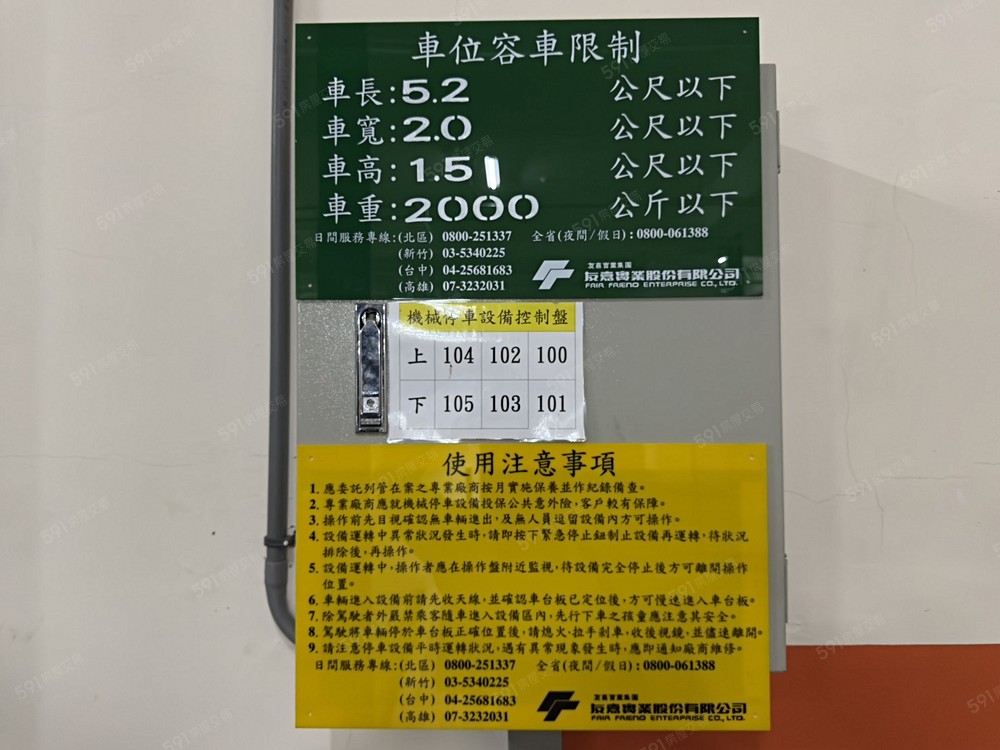 車位容車限制
車長:5.2 公尺以下
車寬:2.0 公尺以下
車高:1.5 公尺以下
車重:2000 公斤以下
日間服務專線:(北區) 0800-251337 全省(夜間/假日):0800-061388
(新竹) 03-5340225
(台中) 04-25681683
(高雄) 07-3232031
友嘉實業集團
友嘉實業股份有限公司
FAIR FRIEND ENTERPRISE CO., LTD.
機械停車設備控制盤
上 104 102 100
下 105 103 101
使用注意事項
1. 應委託列管在案之專業廠商按月實施保養並作紀錄備查。
2. 專業廠商應就機械停車設備投保公共意外險,客戶較有保障。
3. 操作前先目視確認無車輛進出,及無人員逗留設備內方可操作。
4. 設備運轉中異常狀況發生時,請即按下緊急停止鈕制止設備再運轉,待狀況
排除後,再操作。
5. 設備運轉中,操作者應在操作盤附近監視,待設備完全停止後方可離開操作
位置。
6. 車輛進入設備前請先收天線,並確認車台板已定位後,方可慢速進入車台板。
7. 除駕駛者外嚴禁乘客隨車進入設備區內,先行下車之孩童應注意其安全。
8. 駕駛將車輛停於車台板正確位置後,請熄火,拉手剎車,收後視鏡,並儘速離開。
9. 請注意停車設備平時運轉狀況,遇有異常現象發生時,應即通知廠商維修。
日間服務專線:(北區) 0800-251337 全省(夜間/假日):0800-061388
(新竹) 03-5340225
(台中) 04-25681683
(高雄) 07-3232031
友嘉實業集團
友嘉實業股份有限公司
FAIR FRIEND ENTERPRISE CO., LTD.
591房屋交易